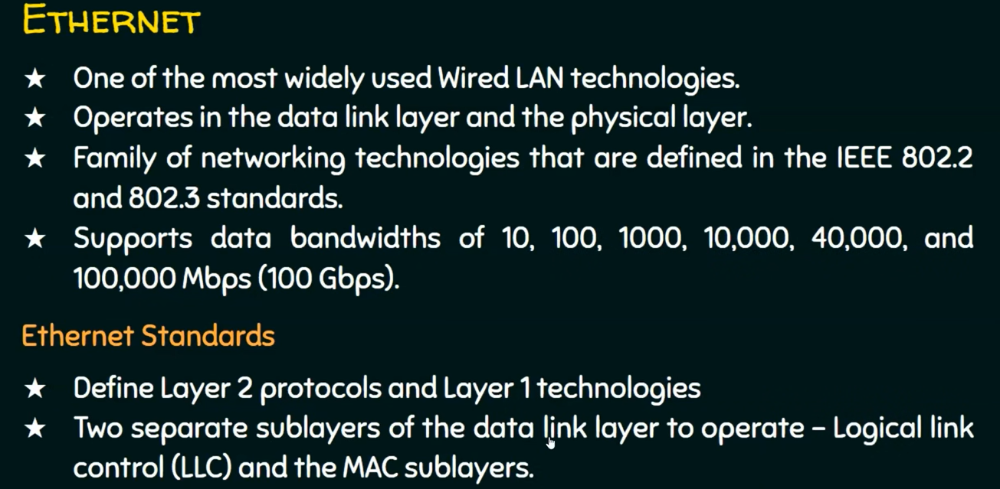 ETHERNET
★ One of the most widely used Wired LAN technologies.
★ Operates in the data link layer and the physical layer.
★ Family of networking technologies that are defined in the IEEE 802.2
and 802.3 standards.
★ Supports data bandwidths of 10, 100, 1000, 10,000, 40,000, and
100,000 Mbps (100 Gbps).
Ethernet Standards
★ Define Layer 2 protocols and Layer 1 technologies
★ Two separate sublayers of the data link layer to operate – Logical link
control (LLC) and the MAC sublayers.